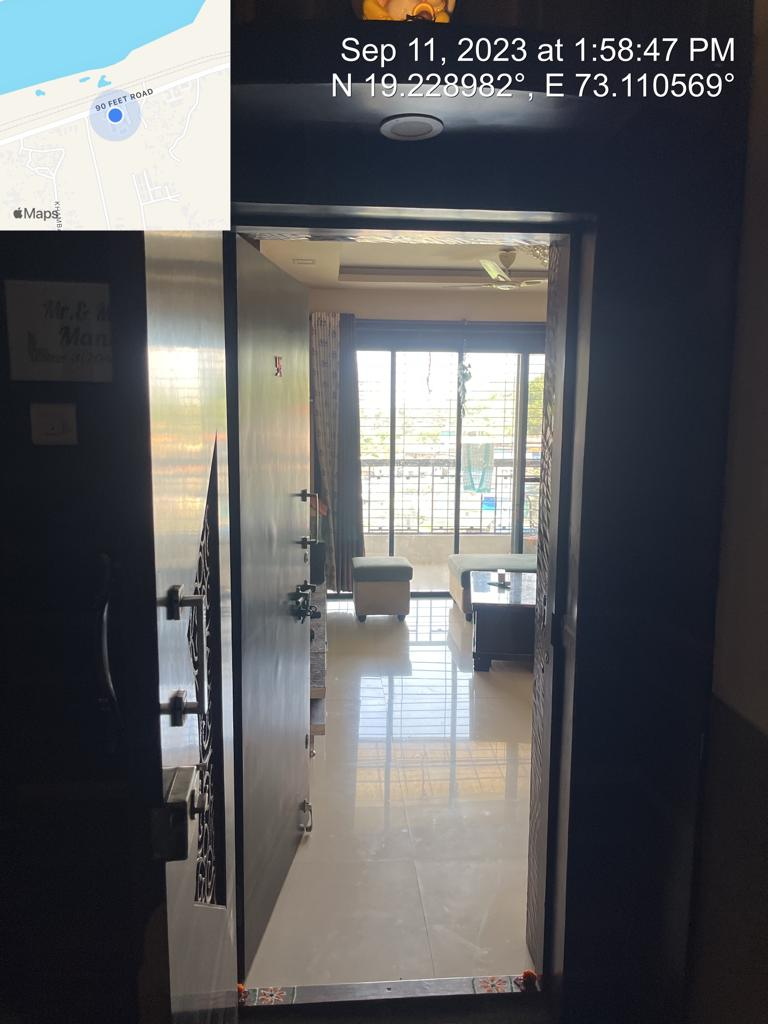 Sep 11, 2023 at 1:58:47 PM
N 19.228982°, E 73.110569°
90 FEET ROAD
Maps
Mr. & M